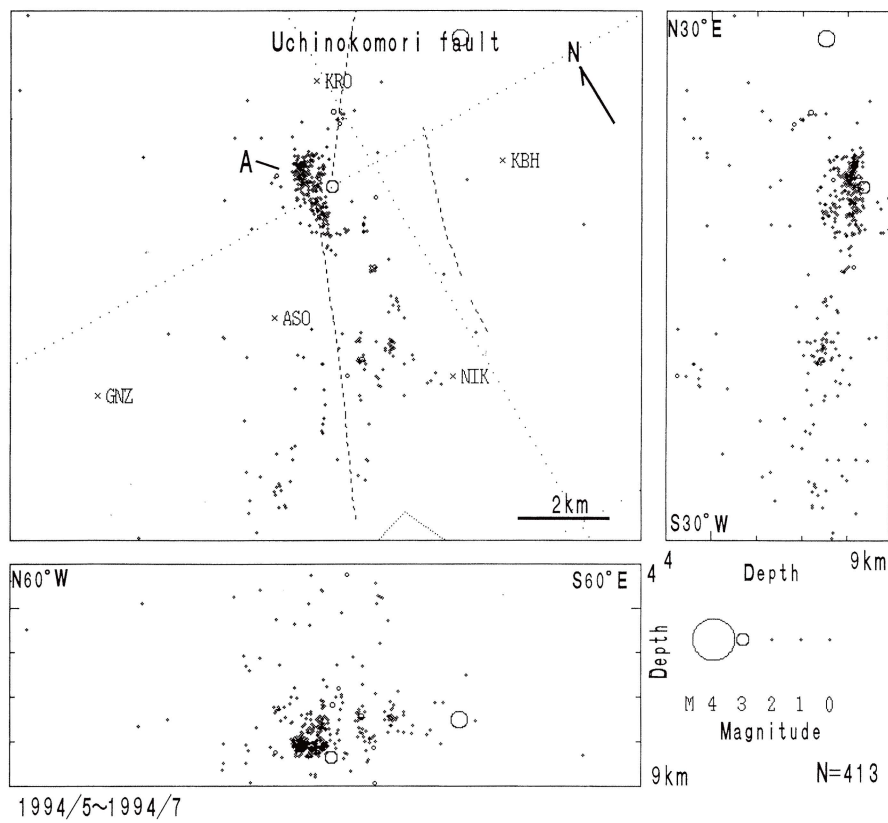 Uchinokomori fault
N
×KRO
A
×KBH
×ASO
×NIK
×GNZ
2km
N30°E
S30°W
4
9km
Depth
N60°W
S60°E
4
Depth
9km
M 4 3 2 1 0
Magnitude
N=413
1994/5~1994/7